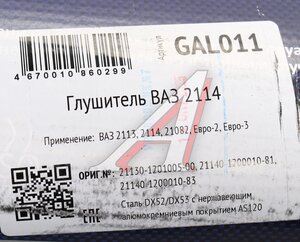 Артикул
GAL011
4 670010 860299
Глушитель ВАЗ 2114
Применение: ВАЗ 2113, 2114, 21082, Евро-2, Евро-3
ОРИГ.№: 21130-1201005-00, 21140-1200010-81,
21140-1200010-83
Сталь DX52/DX53 с нержавеющим
алюмокремниевым покрытием AS120
ЕАС